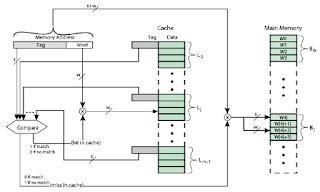 s+w
Cache
Main Memory
Memory Address
Tag Data
Tag Word
W0
W1
W2
W3
B0
L0
s
w
w
Lj
s
w
s+w
W4j
W(4j+1)
W(4j+2)
W(4j+3)
Bj
Compare
(hit in cache)
1 if match
0 if no match
s
Lm-1
0 if match
1 if no match
(miss in cache)